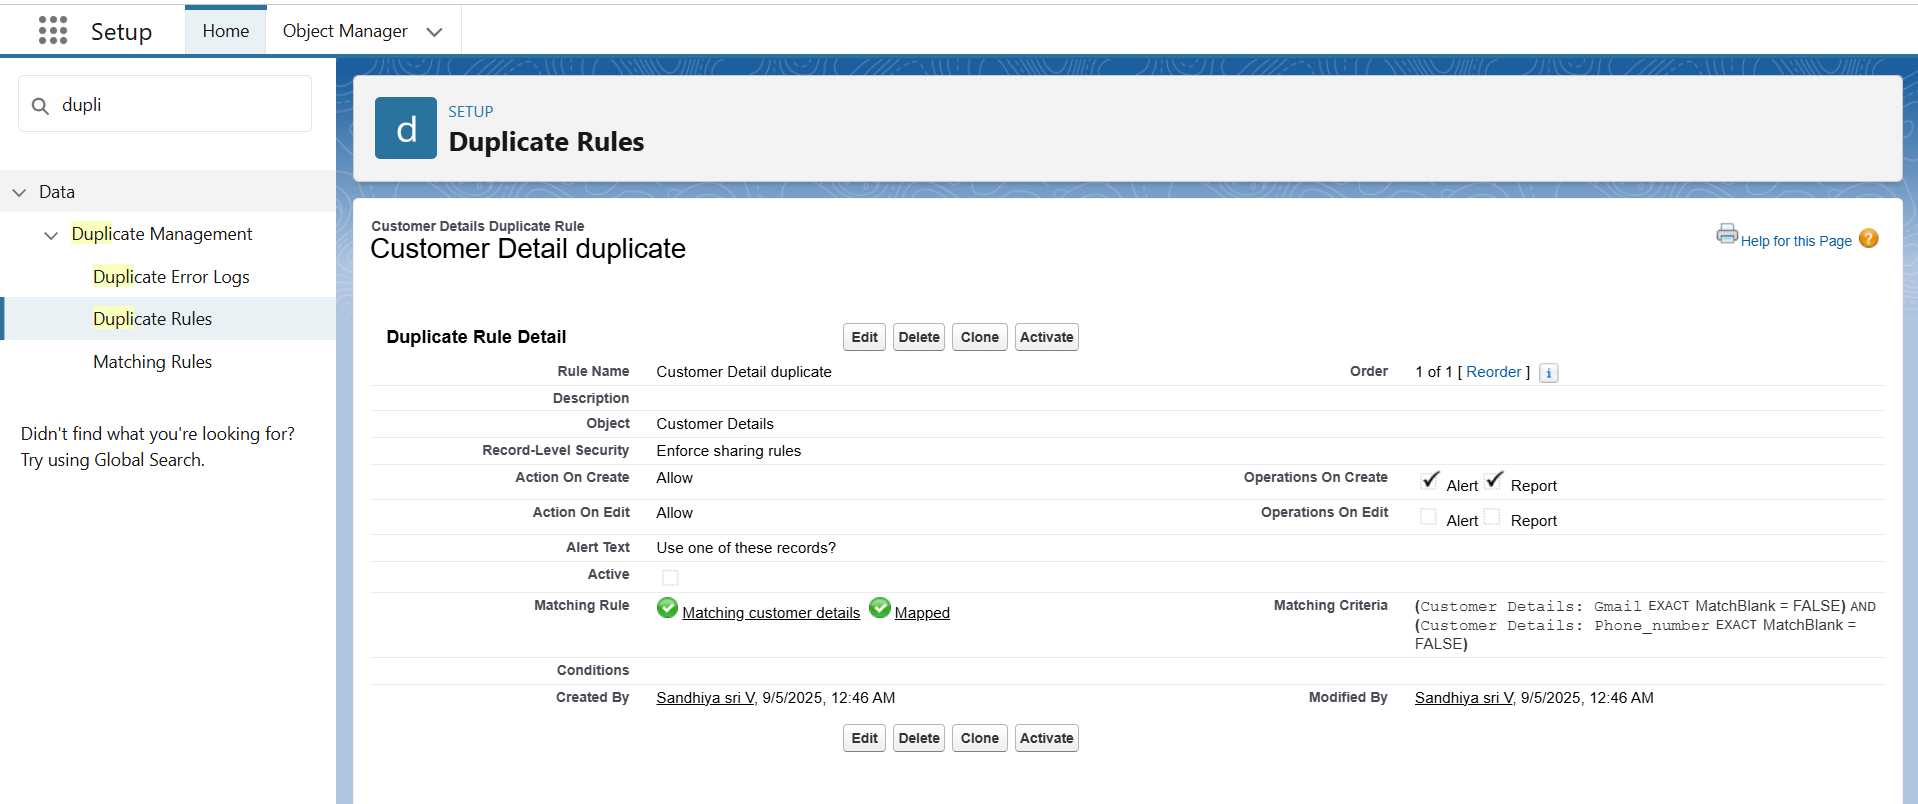 Setup
Home
Object Manager
dupli
Data
Duplicate Management
Duplicate Error Logs
Duplicate Rules
Matching Rules
Didn't find what you're looking for?
Try using Global Search.
d
SETUP
Duplicate Rules
Customer Details Duplicate Rule
Customer Detail duplicate
Help for this Page ?
Duplicate Rule Detail
Edit Delete Clone Activate
Rule Name Customer Detail duplicate Order 1 of 1 [ Reorder ] i
Description
Object Customer Details
Record-Level Security Enforce sharing rules
Action On Create Allow Operations On Create Alert Report
Action On Edit Allow Operations On Edit Alert Report
Alert Text Use one of these records?
Active
Matching Rule Matching customer details Mapped Matching Criteria (Customer Details: Gmail EXACT MatchBlank = FALSE) AND
(Customer Details: Phone_number EXACT MatchBlank =
FALSE)
Conditions
Created By Sandhiya sri V, 9/5/2025, 12:46 AM Modified By Sandhiya sri V, 9/5/2025, 12:46 AM
Edit Delete Clone Activate